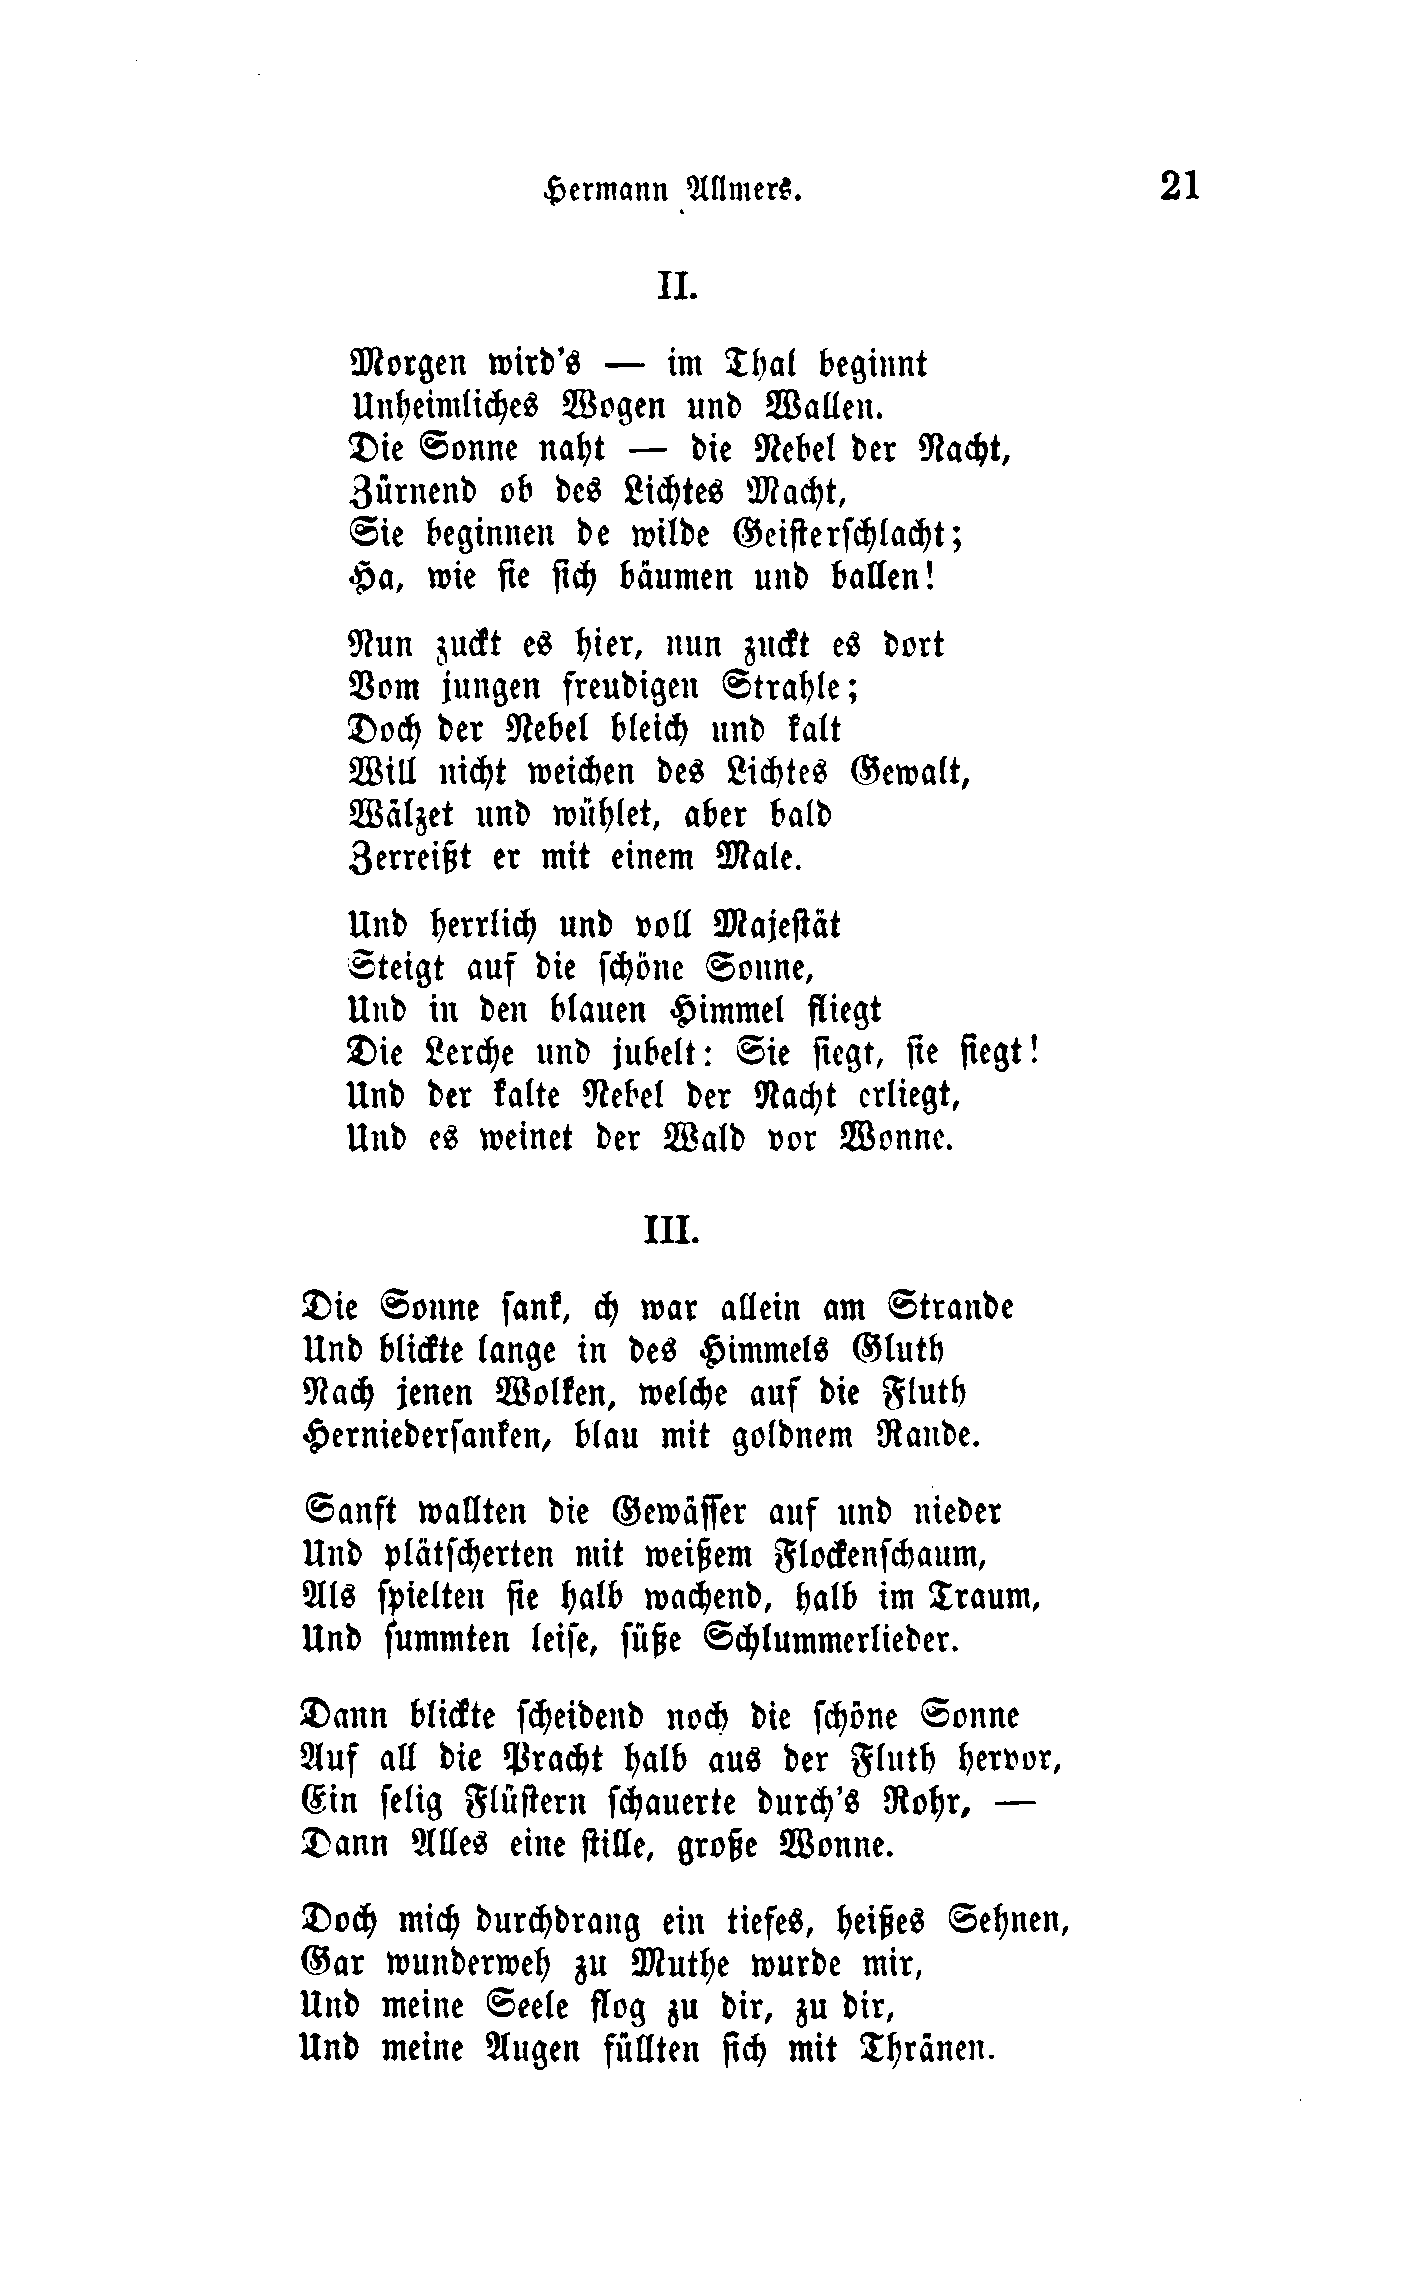 Hermann Allmers. 21
II.
Morgen wird's — im Thal beginnt
Unheimliches Wogen und Wallen.
Die Sonne naht — die Nebel der Nacht,
Zürnend ob des Lichtes Macht,
Sie beginnen de wilde Geisterschlacht;
Ha, wie sie sich bäumen und ballen!
Nun zuckt es hier, nun zuckt es dort
Vom jungen freudigen Strahle;
Doch der Nebel bleich und kalt
Will nicht weichen des Lichtes Gewalt,
Wälzet und wühlet, aber bald
Zerreißt er mit einem Male.
Und herrlich und voll Majestät
Steigt auf die schöne Sonne,
Und in den blauen Himmel fliegt
Die Lerche und jubelt: Sie siegt, sie siegt!
Und der kalte Nebel der Nacht erliegt,
Und es weinet der Wald vor Wonne.
III.
Die Sonne sank, ch war allein am Strande
Und blickte lange in des Himmels Gluth
Nach jenen Wolken, welche auf die Fluth
Herniedersanken, blau mit goldnem Rande.
Sanft wallten die Gewässer auf und nieder
Und plätscherten mit weißem Flockenschaum,
Als spielten sie halb wachend, halb im Traum,
Und summten leise, süße Schlummerlieder.
Dann blickte scheidend noch die schöne Sonne
Auf all die Pracht halb aus der Fluth hervor,
Ein selig Flüstern schauerte durch's Rohr, —
Dann Alles eine stille, große Wonne.
Doch mich durchdrang ein tiefes, heißes Sehnen,
Gar wunderweh zu Muthe wurde mir,
Und meine Seele flog zu dir, zu dir,
Und meine Augen füllten sich mit Thränen.